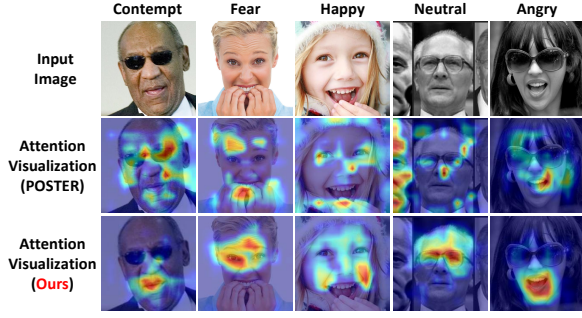 Contempt Fear Happy Neutral Angry
Input
Image
Attention
Visualization
(POSTER)
Attention
Visualization
(Ours)